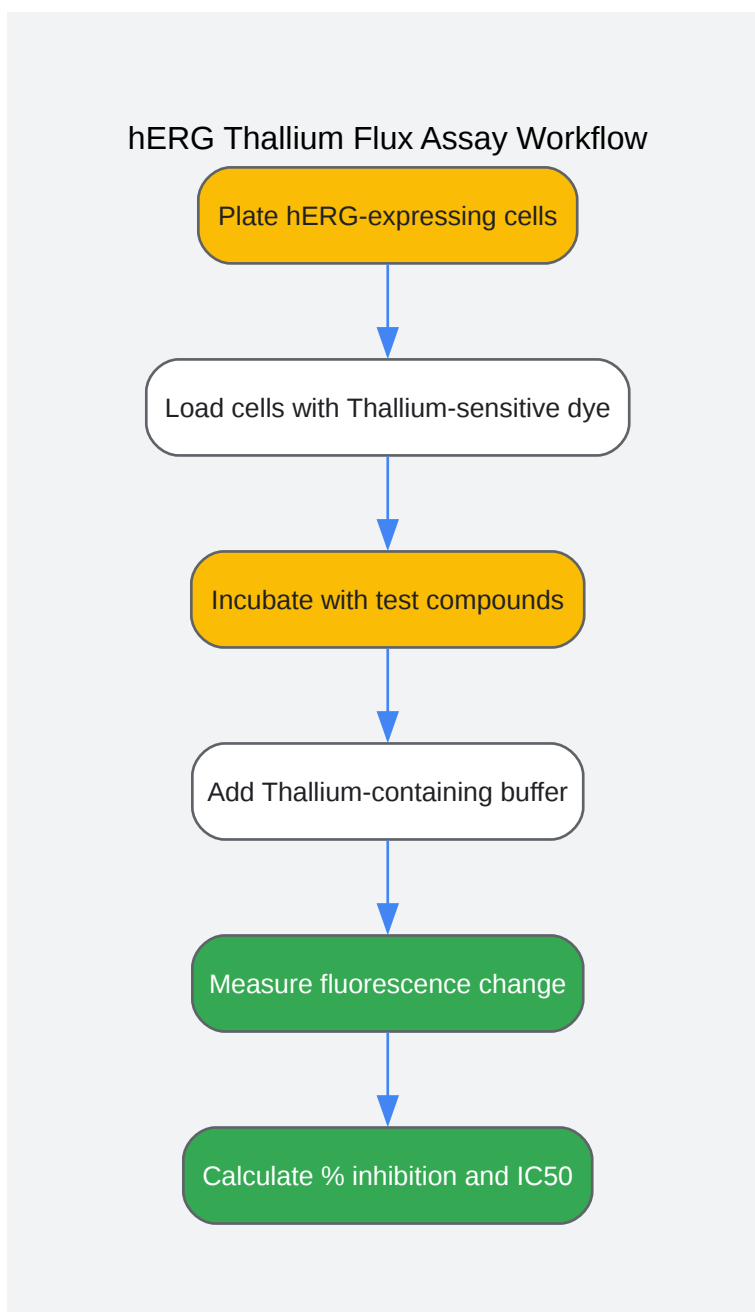 hERG Thallium Flux Assay Workflow
Plate hERG-expressing cells
Load cells with Thallium-sensitive dye
Incubate with test compounds
Add Thallium-containing buffer
Measure fluorescence change
Calculate % inhibition and IC50